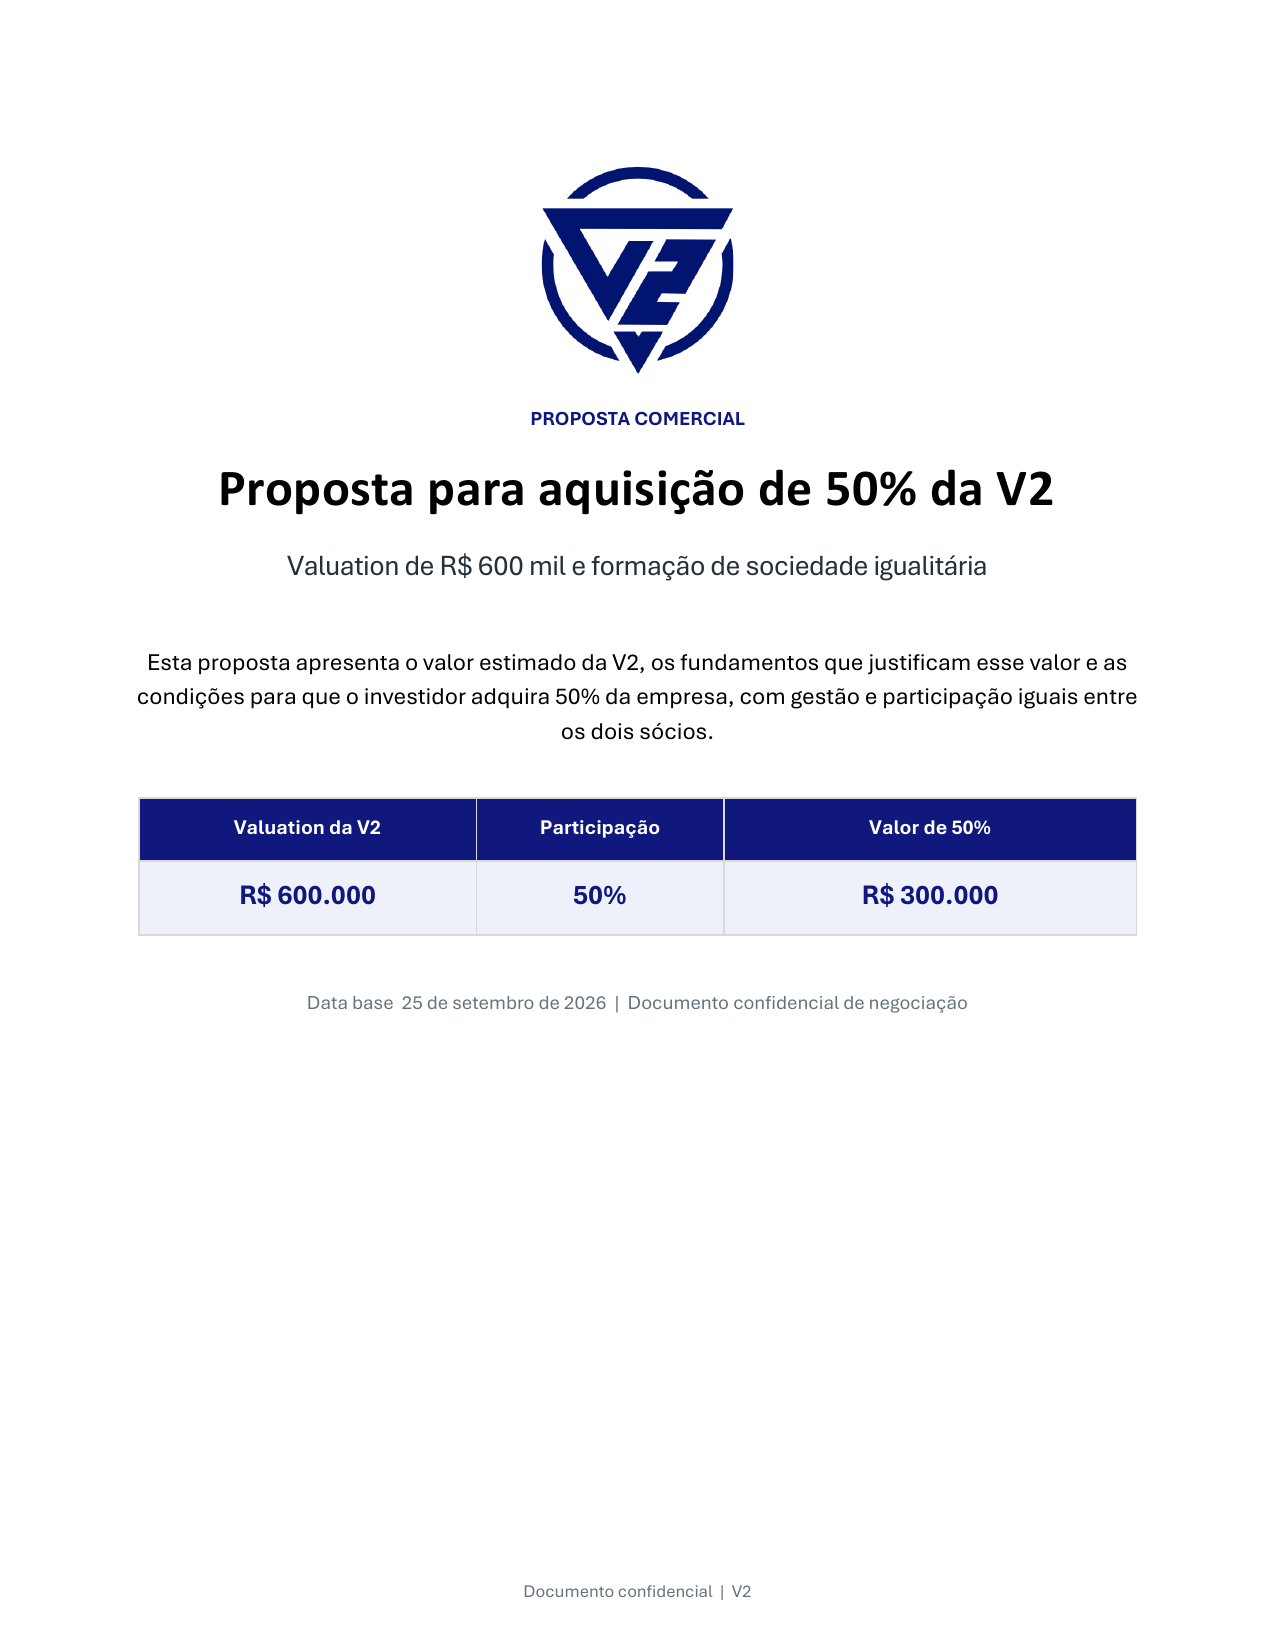 V2
PROPOSTA COMERCIAL
Proposta para aquisição de 50% da V2
Valuation de R$ 600 mil e formação de sociedade igualitária
Esta proposta apresenta o valor estimado da V2, os fundamentos que justificam esse valor e as
condições para que o investidor adquira 50% da empresa, com gestão e participação iguais entre
os dois sócios.
Valuation da V2 Participação Valor de 50%
R$ 600.000 50% R$ 300.000
Data base  25 de setembro de 2026 | Documento confidencial de negociação
Documento confidencial | V2